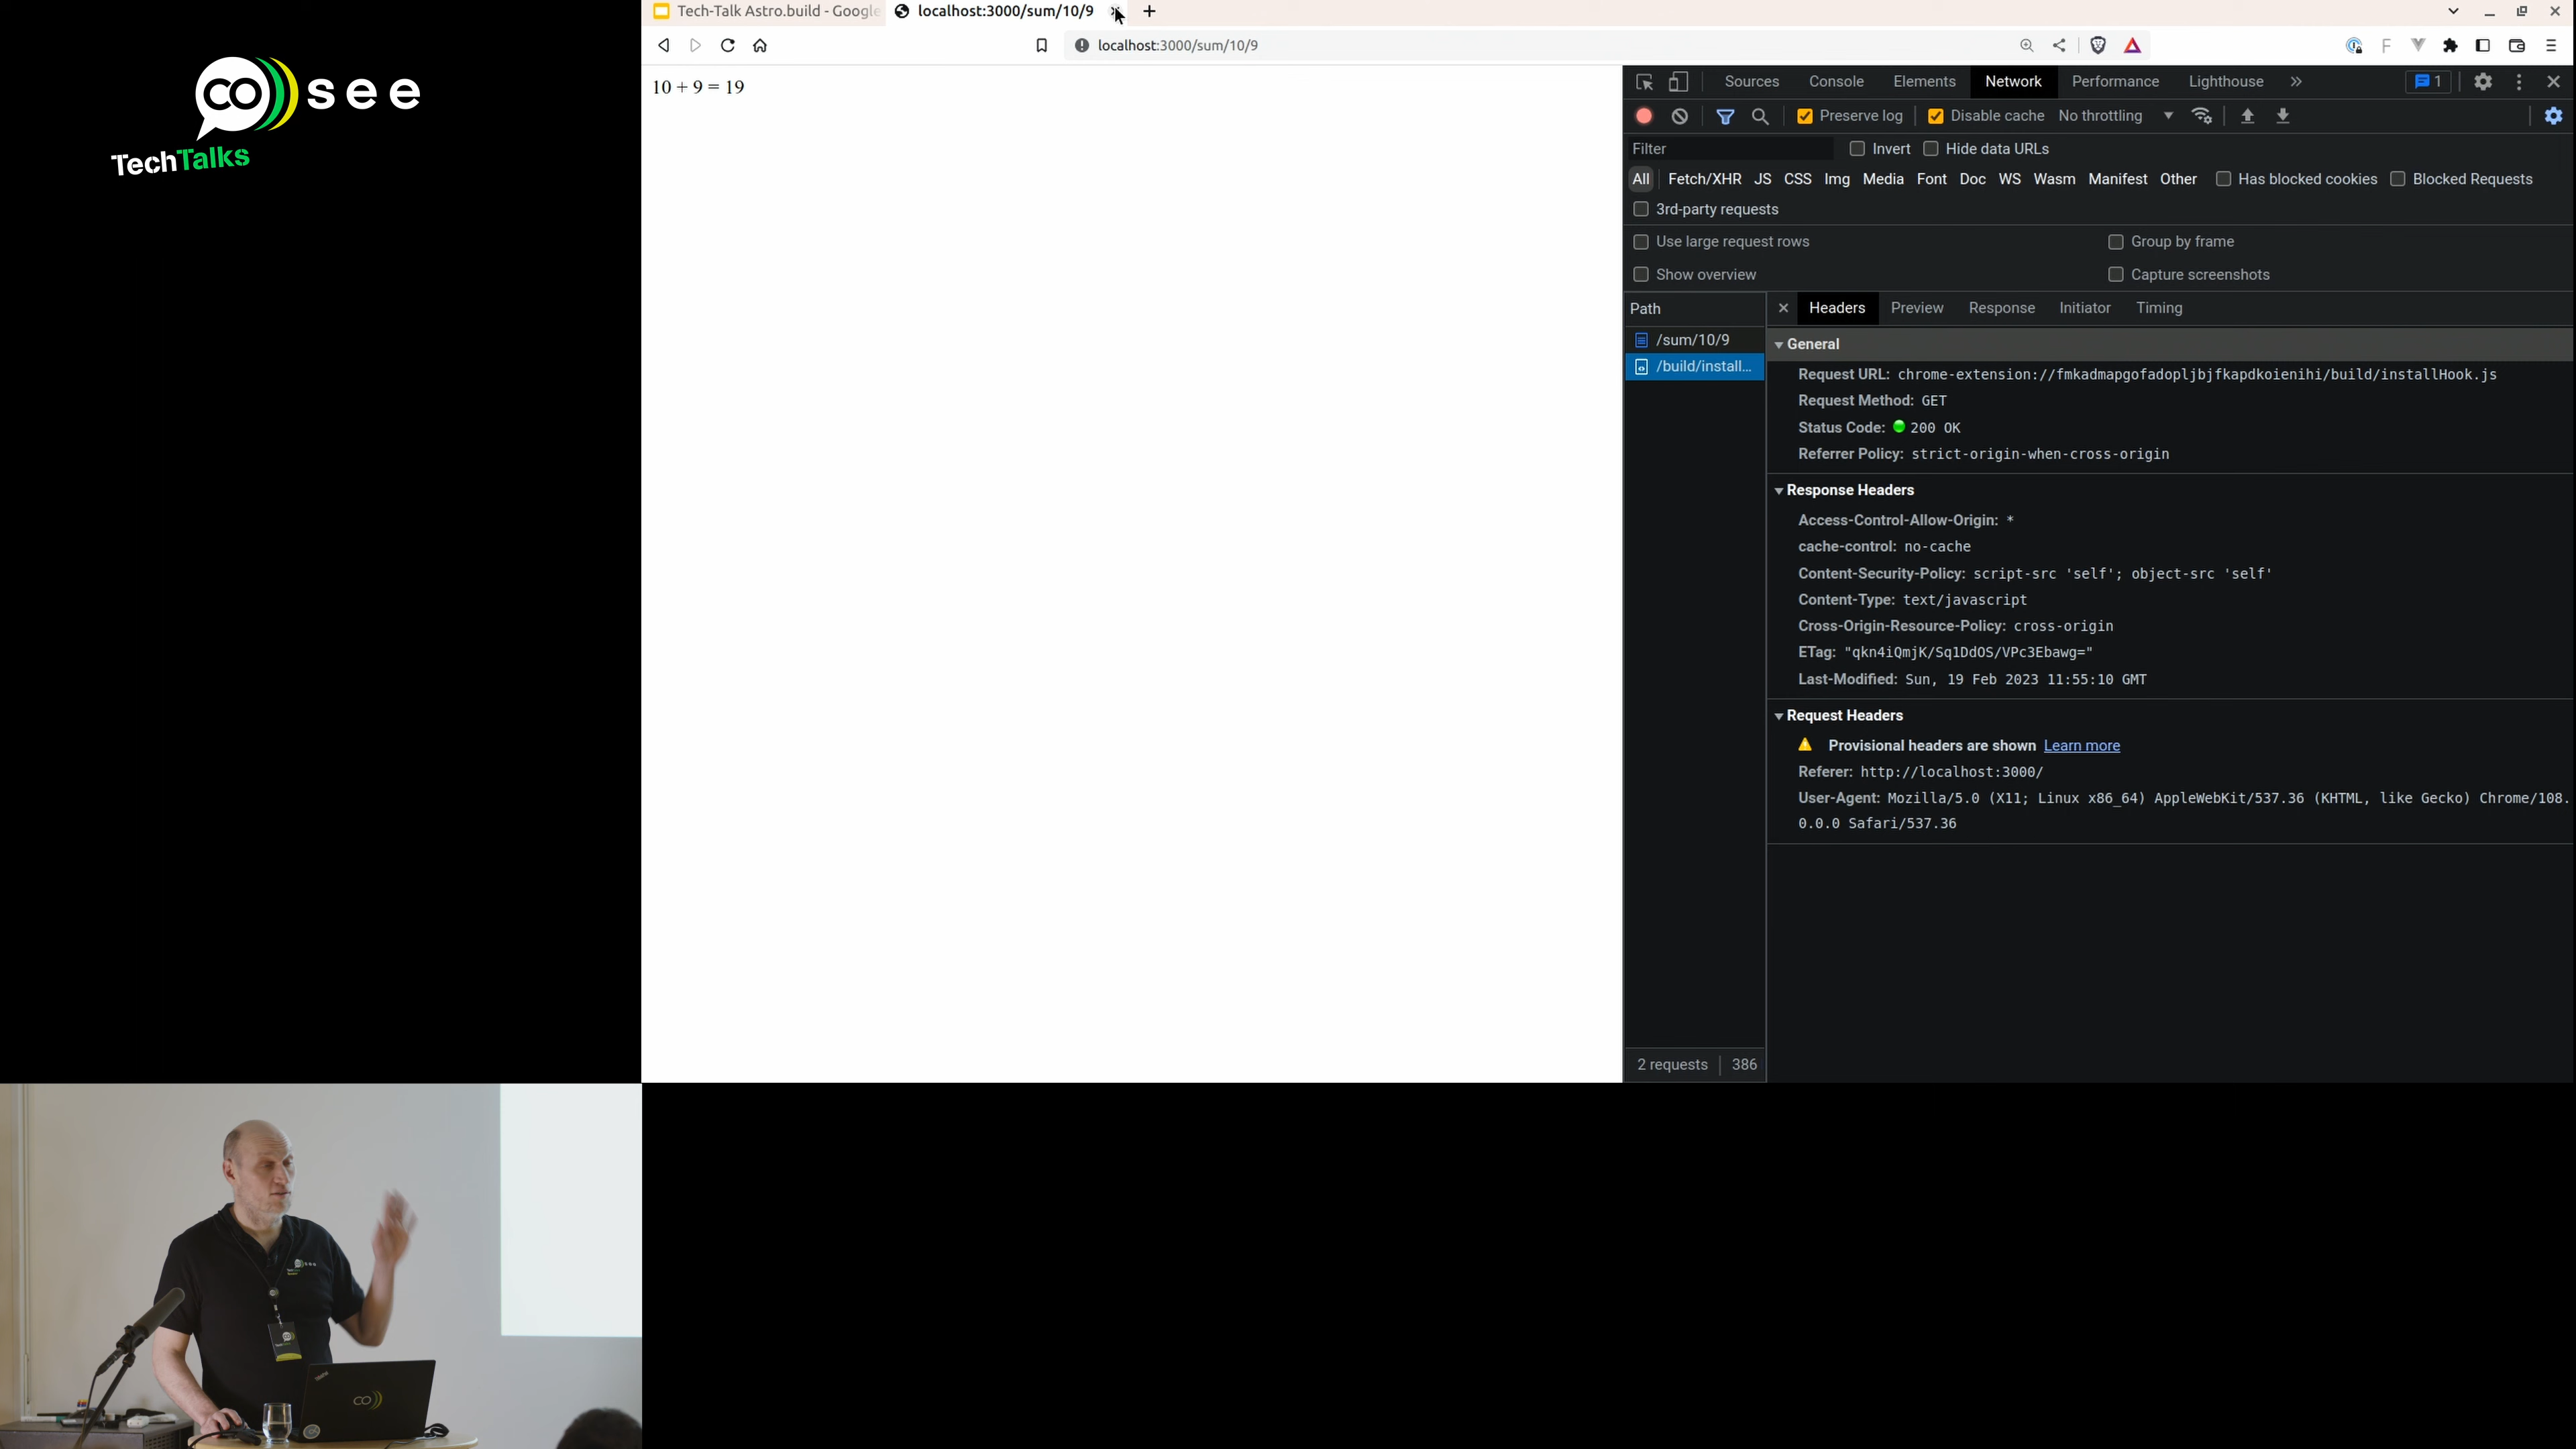 co see
TechTalks
Tech-Talk Astro.build - Google
localhost:3000/sum/10/9
localhost:3000/sum/10/9
10 + 9 = 19
Sources Console Elements Network Performance Lighthouse 1
Preserve log Disable cache No throttling
Filter Invert Hide data URLs
All Fetch/XHR JS CSS Img Media Font Doc WS Wasm Manifest Other Has blocked cookies Blocked Requests
3rd-party requests
Use large request rows Group by frame
Show overview Capture screenshots
Path
/sum/10/9
/build/install...
2 requests 386
Headers Preview Response Initiator Timing
General
Request URL: chrome-extension://fmkadmapgofadopljbjfkapdkoienihi/build/installHook.js
Request Method: GET
Status Code: 200 OK
Referrer Policy: strict-origin-when-cross-origin
Response Headers
Access-Control-Allow-Origin: *
cache-control: no-cache
Content-Security-Policy: script-src 'self'; object-src 'self'
Content-Type: text/javascript
Cross-Origin-Resource-Policy: cross-origin
ETag: "qkn4iQmjK/Sq1DdOS/VPc3Ebawg="
Last-Modified: Sun, 19 Feb 2023 11:55:10 GMT
Request Headers
Provisional headers are shown Learn more
Referer: http://localhost:3000/
User-Agent: Mozilla/5.0 (X11; Linux x86_64) AppleWebKit/537.36 (KHTML, like Gecko) Chrome/108.
0.0.0 Safari/537.36
co